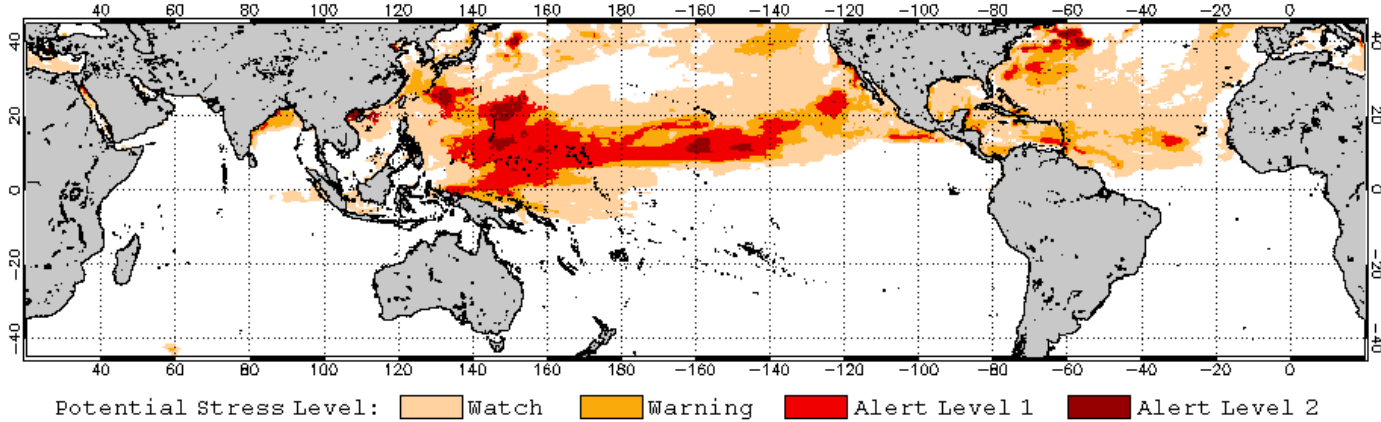 40 60 80 100 120 140 160 180 −160 −140 −120 −100 −80 −60 −40 −20 0
40 40
20 20
0 0
−20 −20
−40 −40
40 60 80 100 120 140 160 180 −160 −140 −120 −100 −80 −60 −40 −20 0
Potential Stress Level: Watch Warning Alert Level 1 Alert Level 2